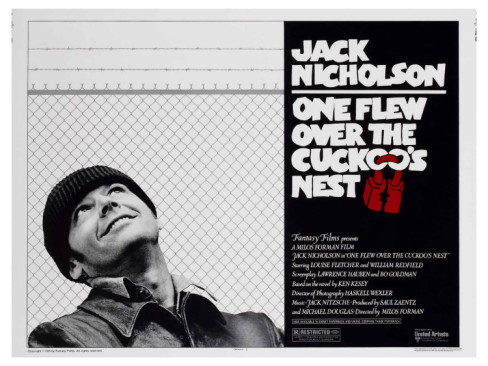 JACK
NICHOLSON
ONE FLEW
OVER THE
CUCKOO'S
NEST
Fantasy Films presents
A MILOS FORMAN FILM
JACK NICHOLSON in "ONE FLEW OVER THE CUCKOO'S NEST"
Starring LOUISE FLETCHER and WILLIAM REDFIELD
Screenplay LAWRENCE HAUBEN and BO GOLDMAN
Based on the novel by KEN KESEY
Director of Photography HASKELL WEXLER
Music - JACK NITZSCHE · Produced by SAUL ZAENTZ
and MICHAEL DOUGLAS · Directed by MILOS FORMAN
R RESTRICTED
United Artists